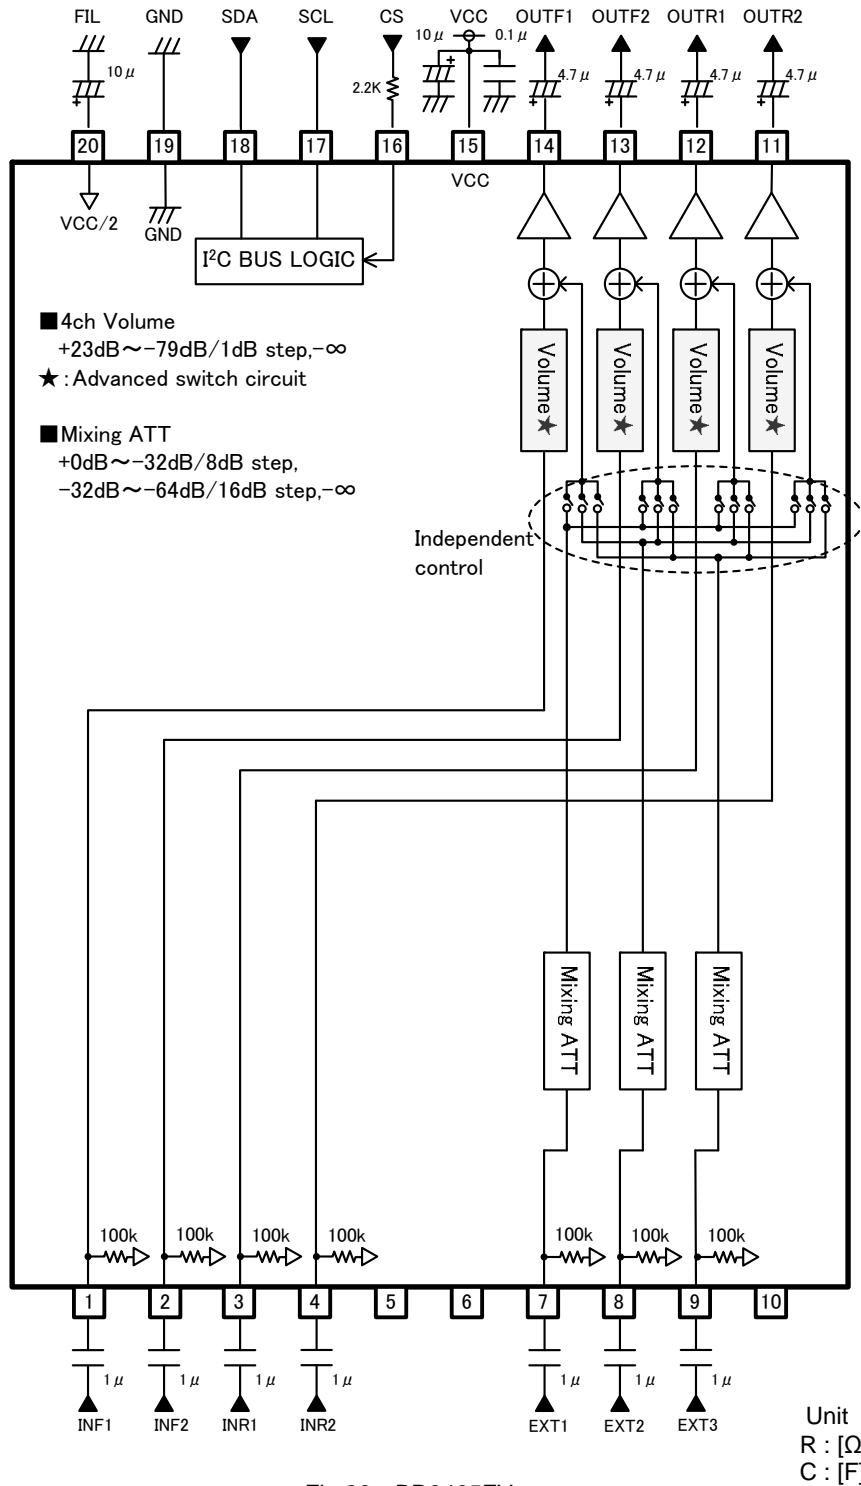 FIL GND SDA SCL CS VCC OUTF1 OUTF2 OUTR1 OUTR2
10μ 2.2K 10μ 0.1μ 4.7μ 4.7μ 4.7μ 4.7μ
+ + + + + +
20 19 18 17 16 15 14 13 12 11
VCC/2 GND VCC
I²C BUS LOGIC
■4ch Volume
+23dB～-79dB/1dB step,-∞
★:Advanced switch circuit
Volume★ Volume★ Volume★ Volume★
■Mixing ATT
+0dB～-32dB/8dB step,
-32dB～-64dB/16dB step,-∞
Independent
control
Mixing ATT Mixing ATT Mixing ATT
100k 100k 100k 100k 100k 100k 100k
1 2 3 4 5 6 7 8 9 10
1μ 1μ 1μ 1μ 1μ 1μ 1μ
INF1 INF2 INR1 INR2 EXT1 EXT2 EXT3
Unit
R : [Ω
C : [F]